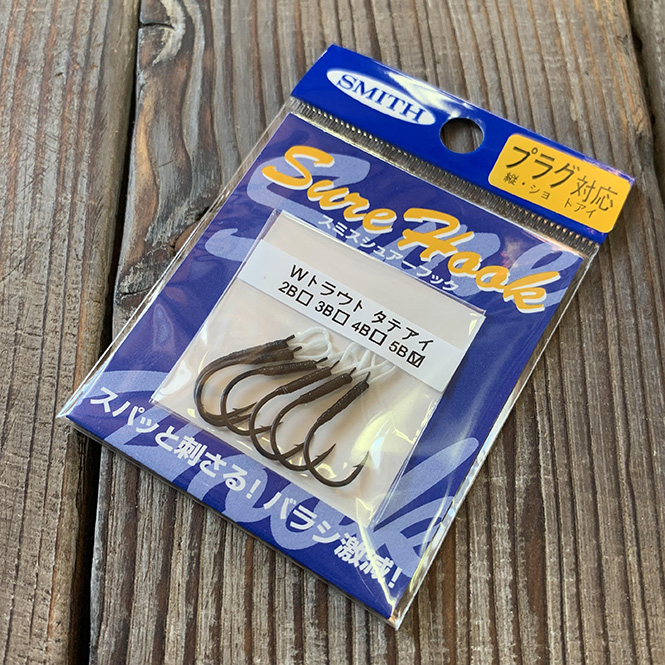 SMITH
プラグ対応
縦・ショ トアイ
Sure Hook
スミスシュアーフック
Wトラウト タテアイ
2B□ 3B□ 4B□ 5B☑
スパッと刺さる! バラシ激減!